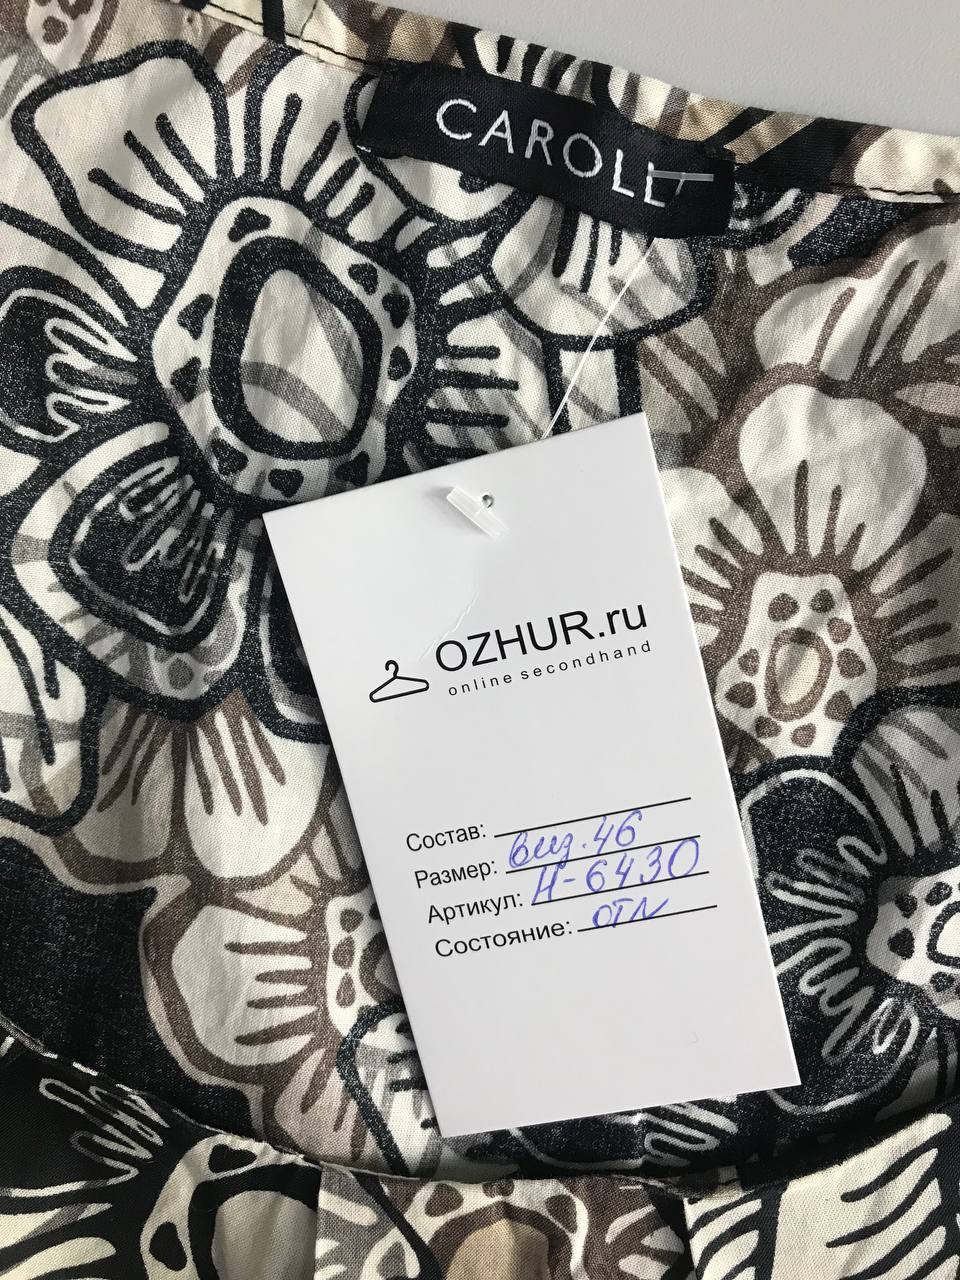 CAROLL
OZHUR.ru
online secondhand
Состав:
Размер: виз. 46
Артикул: Н-6430
Состояние: отл